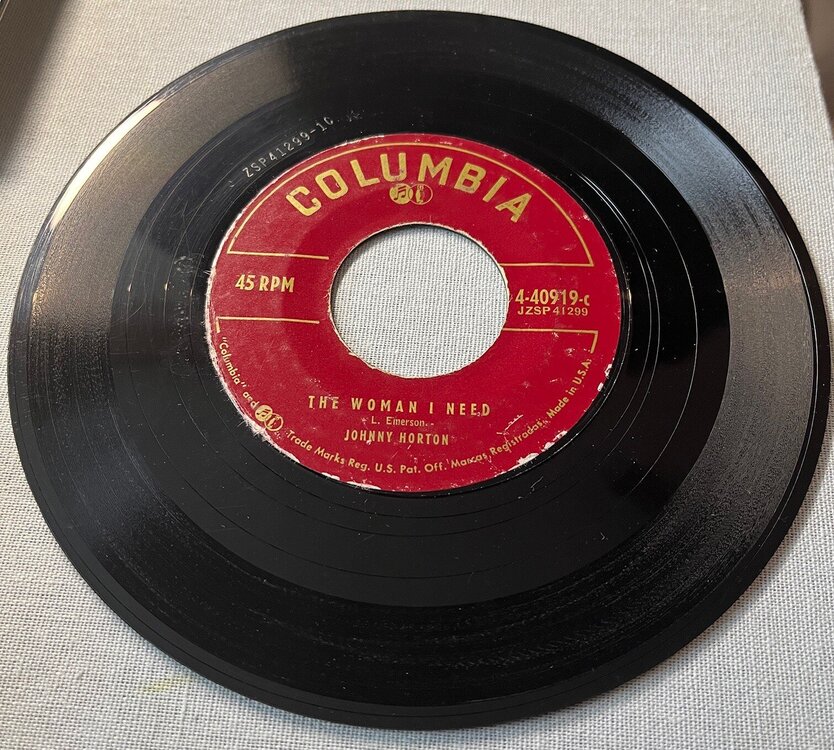 ZSP41299-1C
COLUMBIA
45 RPM
4-40919-c
JZSP 41299
THE WOMAN I NEED
- L. Emerson -
JOHNNY HORTON
"Columbia" and Trade Marks Reg. U.S. Pat. Off. Marcas Registradas. Made in U.S.A.